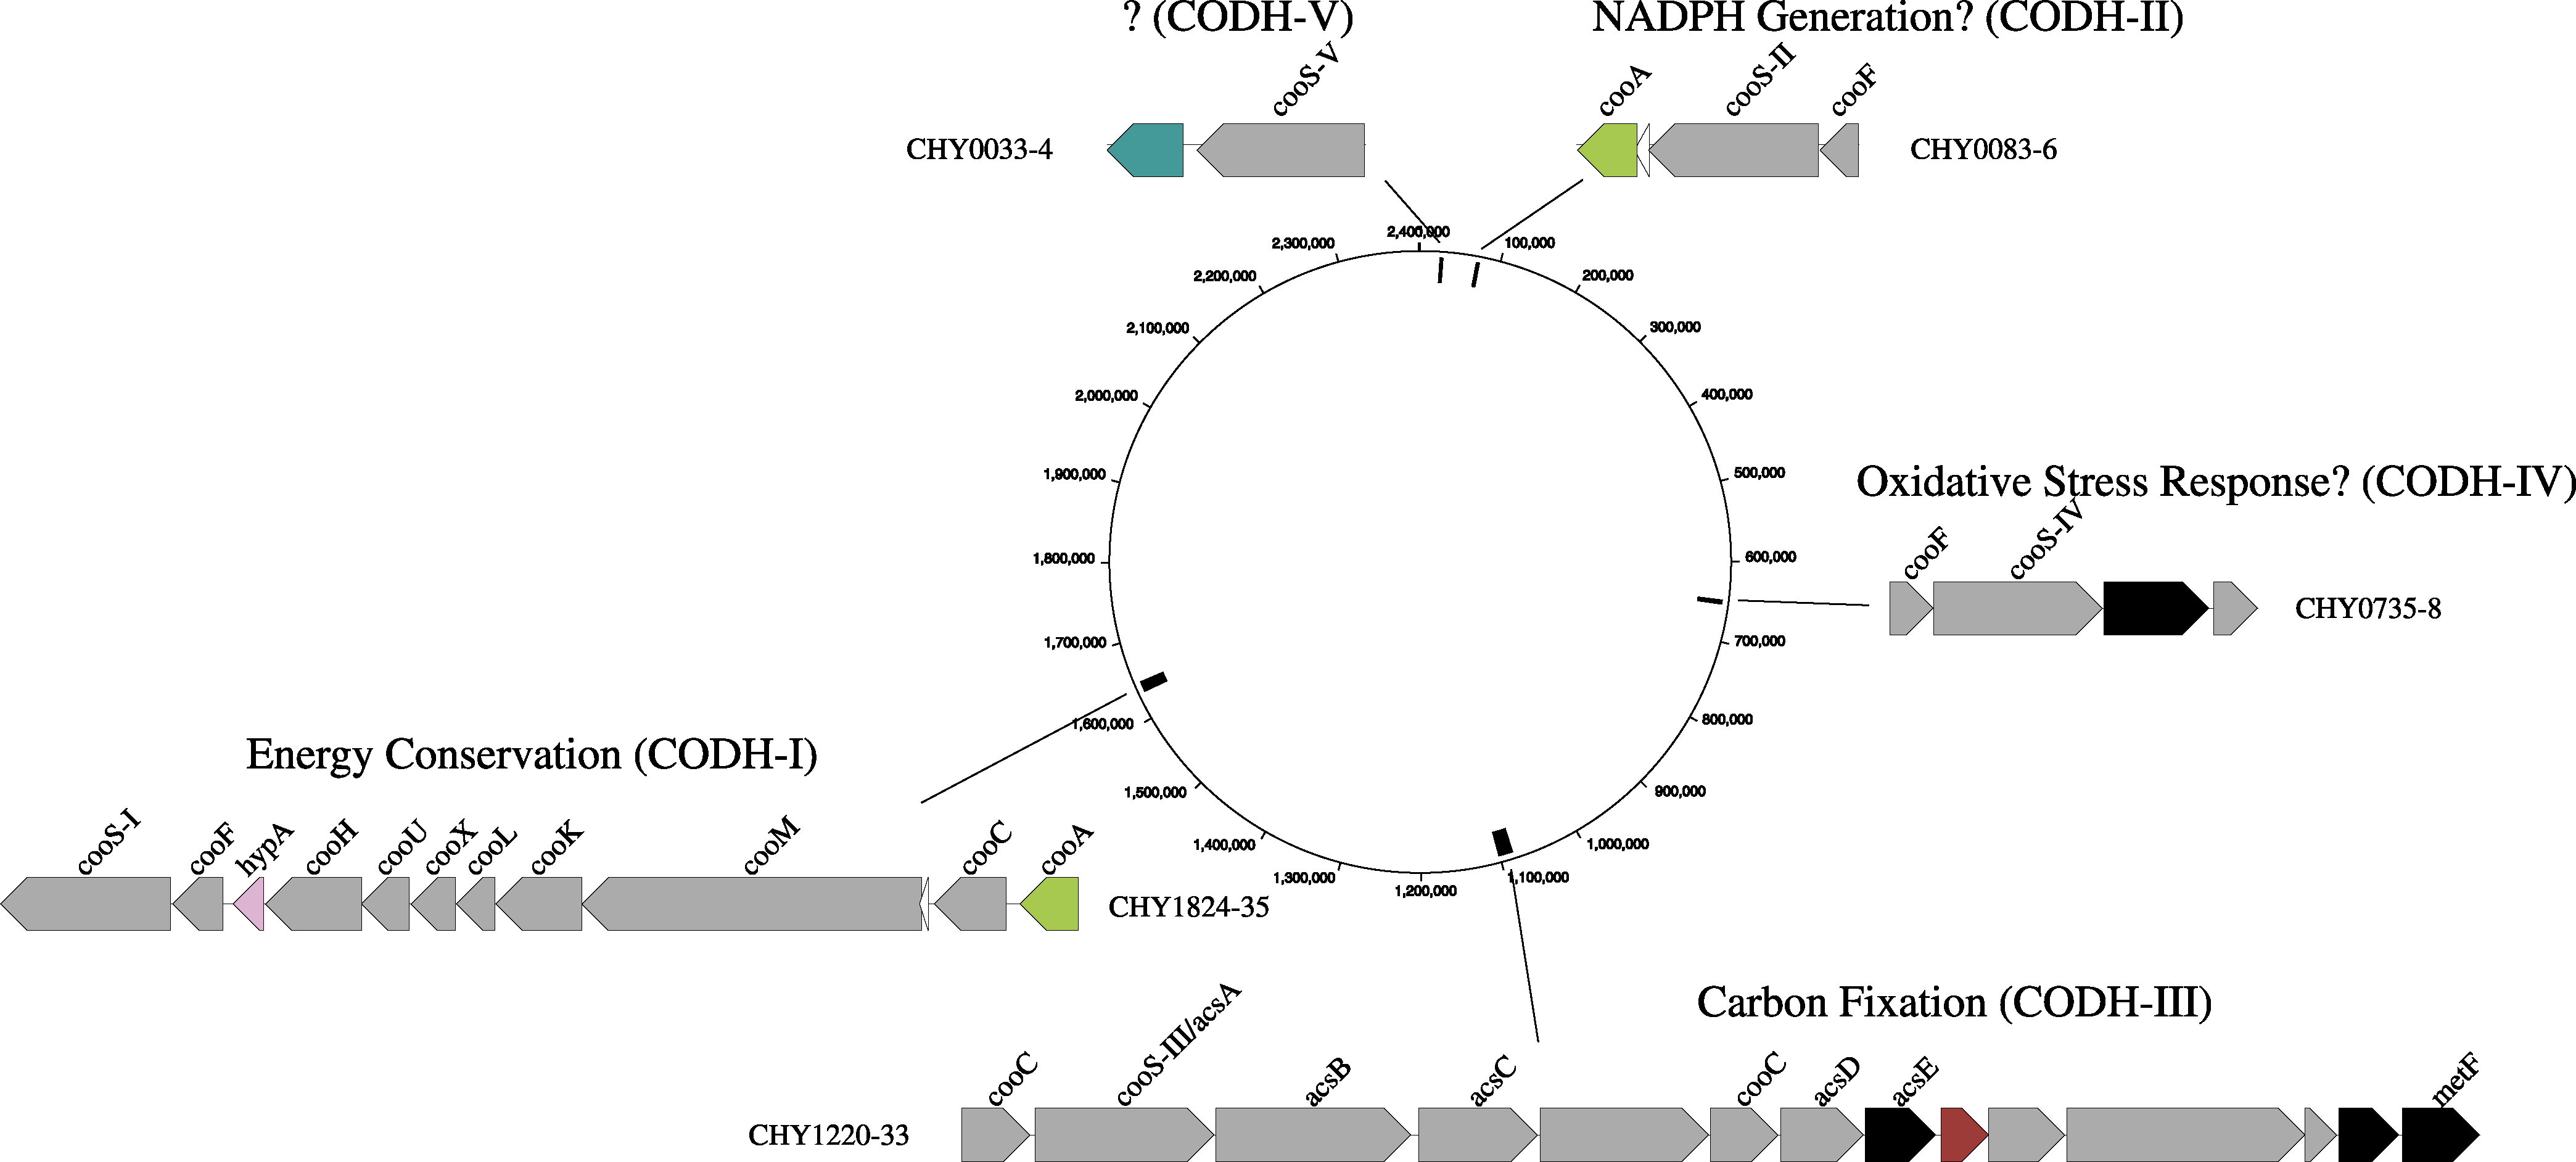 ? (CODH-V)
NADPH Generation? (CODH-II)
cooS-V
cooA
cooS-II
cooF
CHY0033-4
CHY0083-6
2,400,000
100,000
200,000
300,000
400,000
500,000
600,000
700,000
800,000
900,000
1,000,000
1,100,000
1,200,000
1,300,000
1,400,000
1,500,000
1,600,000
1,700,000
1,800,000
1,900,000
2,000,000
2,100,000
2,200,000
2,300,000
Oxidative Stress Response? (CODH-IV)
cooF
cooS-IV
CHY0735-8
Energy Conservation (CODH-I)
cooS-I
cooF
hypA
cooH
cooU
cooX
cooL
cooK
cooM
cooC
cooA
CHY1824-35
Carbon Fixation (CODH-III)
cooC
cooS-III/acsA
acsB
acsC
cooC
acsD
acsE
metF
CHY1220-33